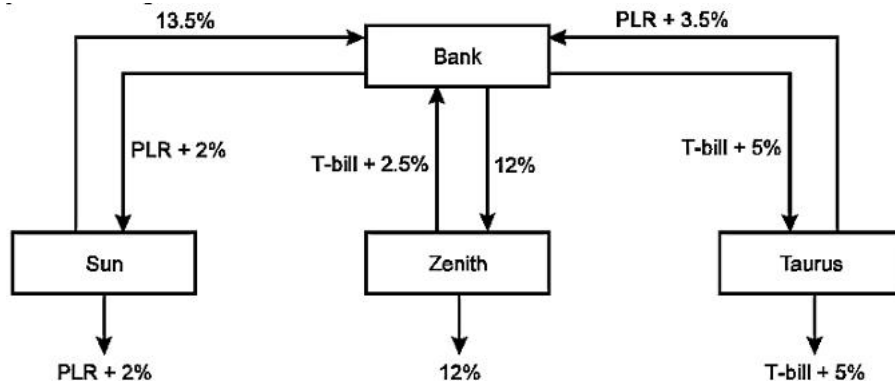 13.5%
PLR + 3.5%
Bank
PLR + 2%
T-bill + 2.5%
12%
T-bill + 5%
Sun
Zenith
Taurus
PLR + 2%
12%
T-bill + 5%